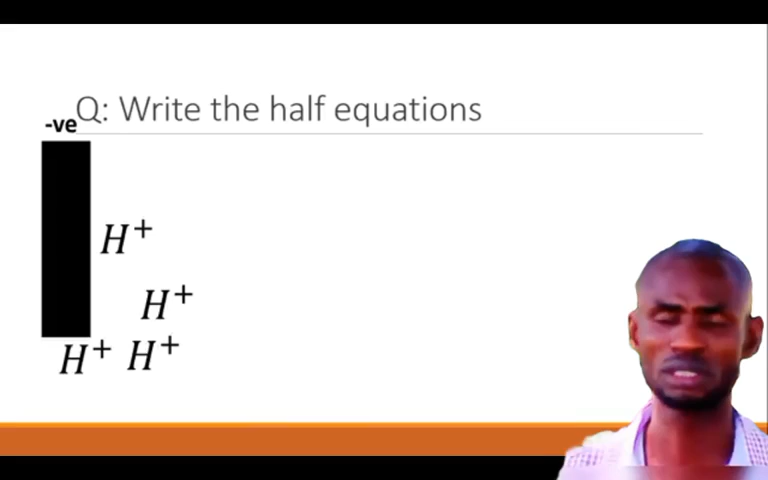 Q: Write the half equations
-ve
H⁺
H⁺
H⁺ H⁺